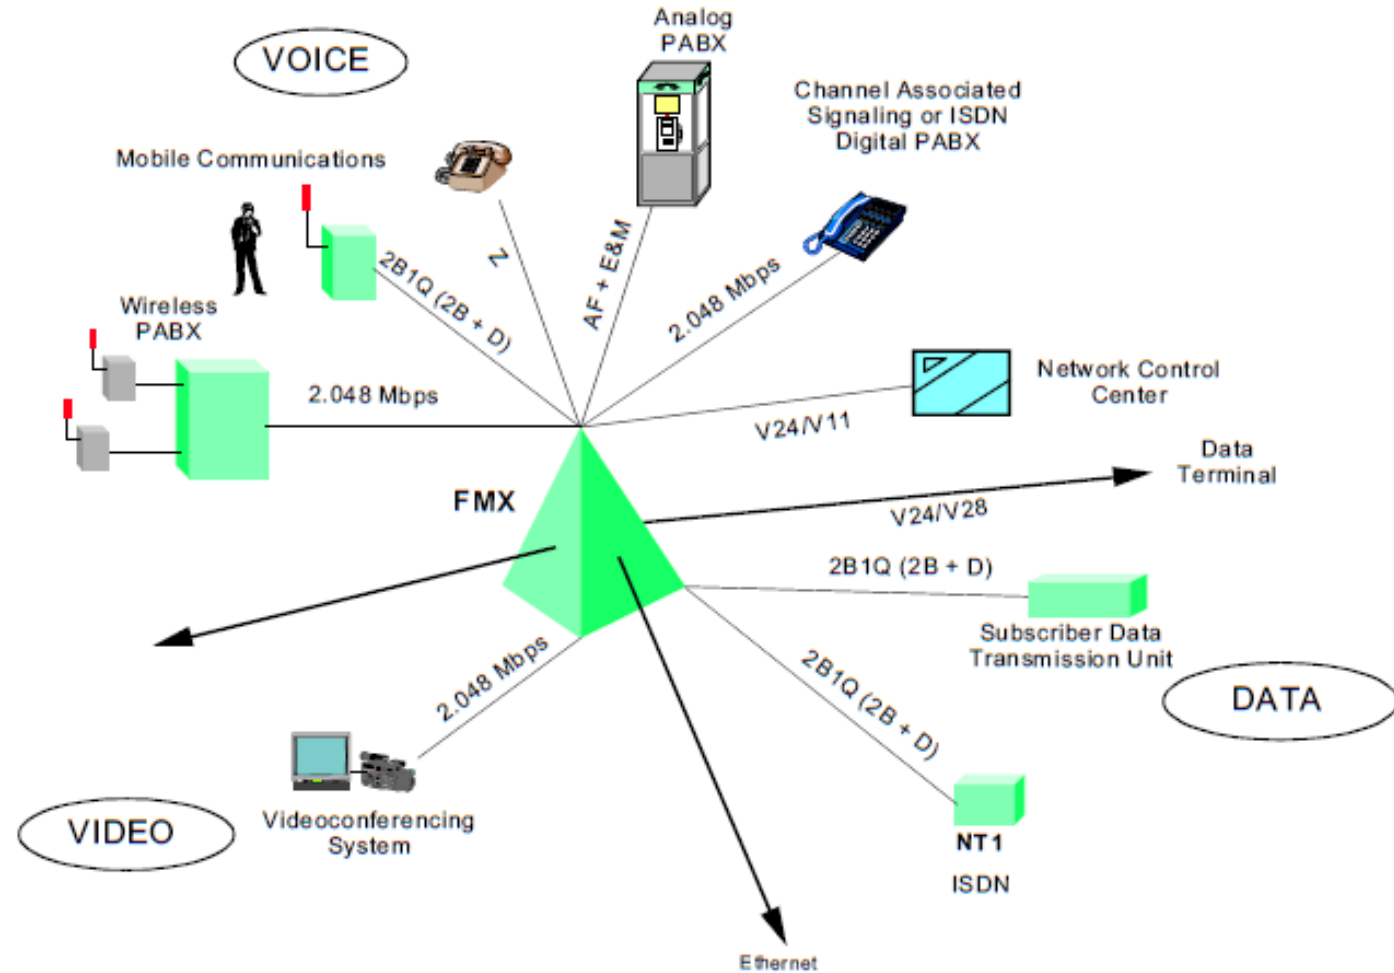 Analog
PABX
VOICE
Channel Associated
Signaling or ISDN
Digital PABX
Mobile Communications
Z
AF + E&M
2B1Q (2B + D)
2.048 Mbps
Wireless
PABX
2.048 Mbps
Network Control
Center
V24/V11
Data
Terminal
FMX
V24/V28
2B1Q (2B + D)
Subscriber Data
Transmission Unit
2.048 Mbps
2B1Q (2B + D)
DATA
Videoconferencing
System
VIDEO
NT1
ISDN
Ethernet